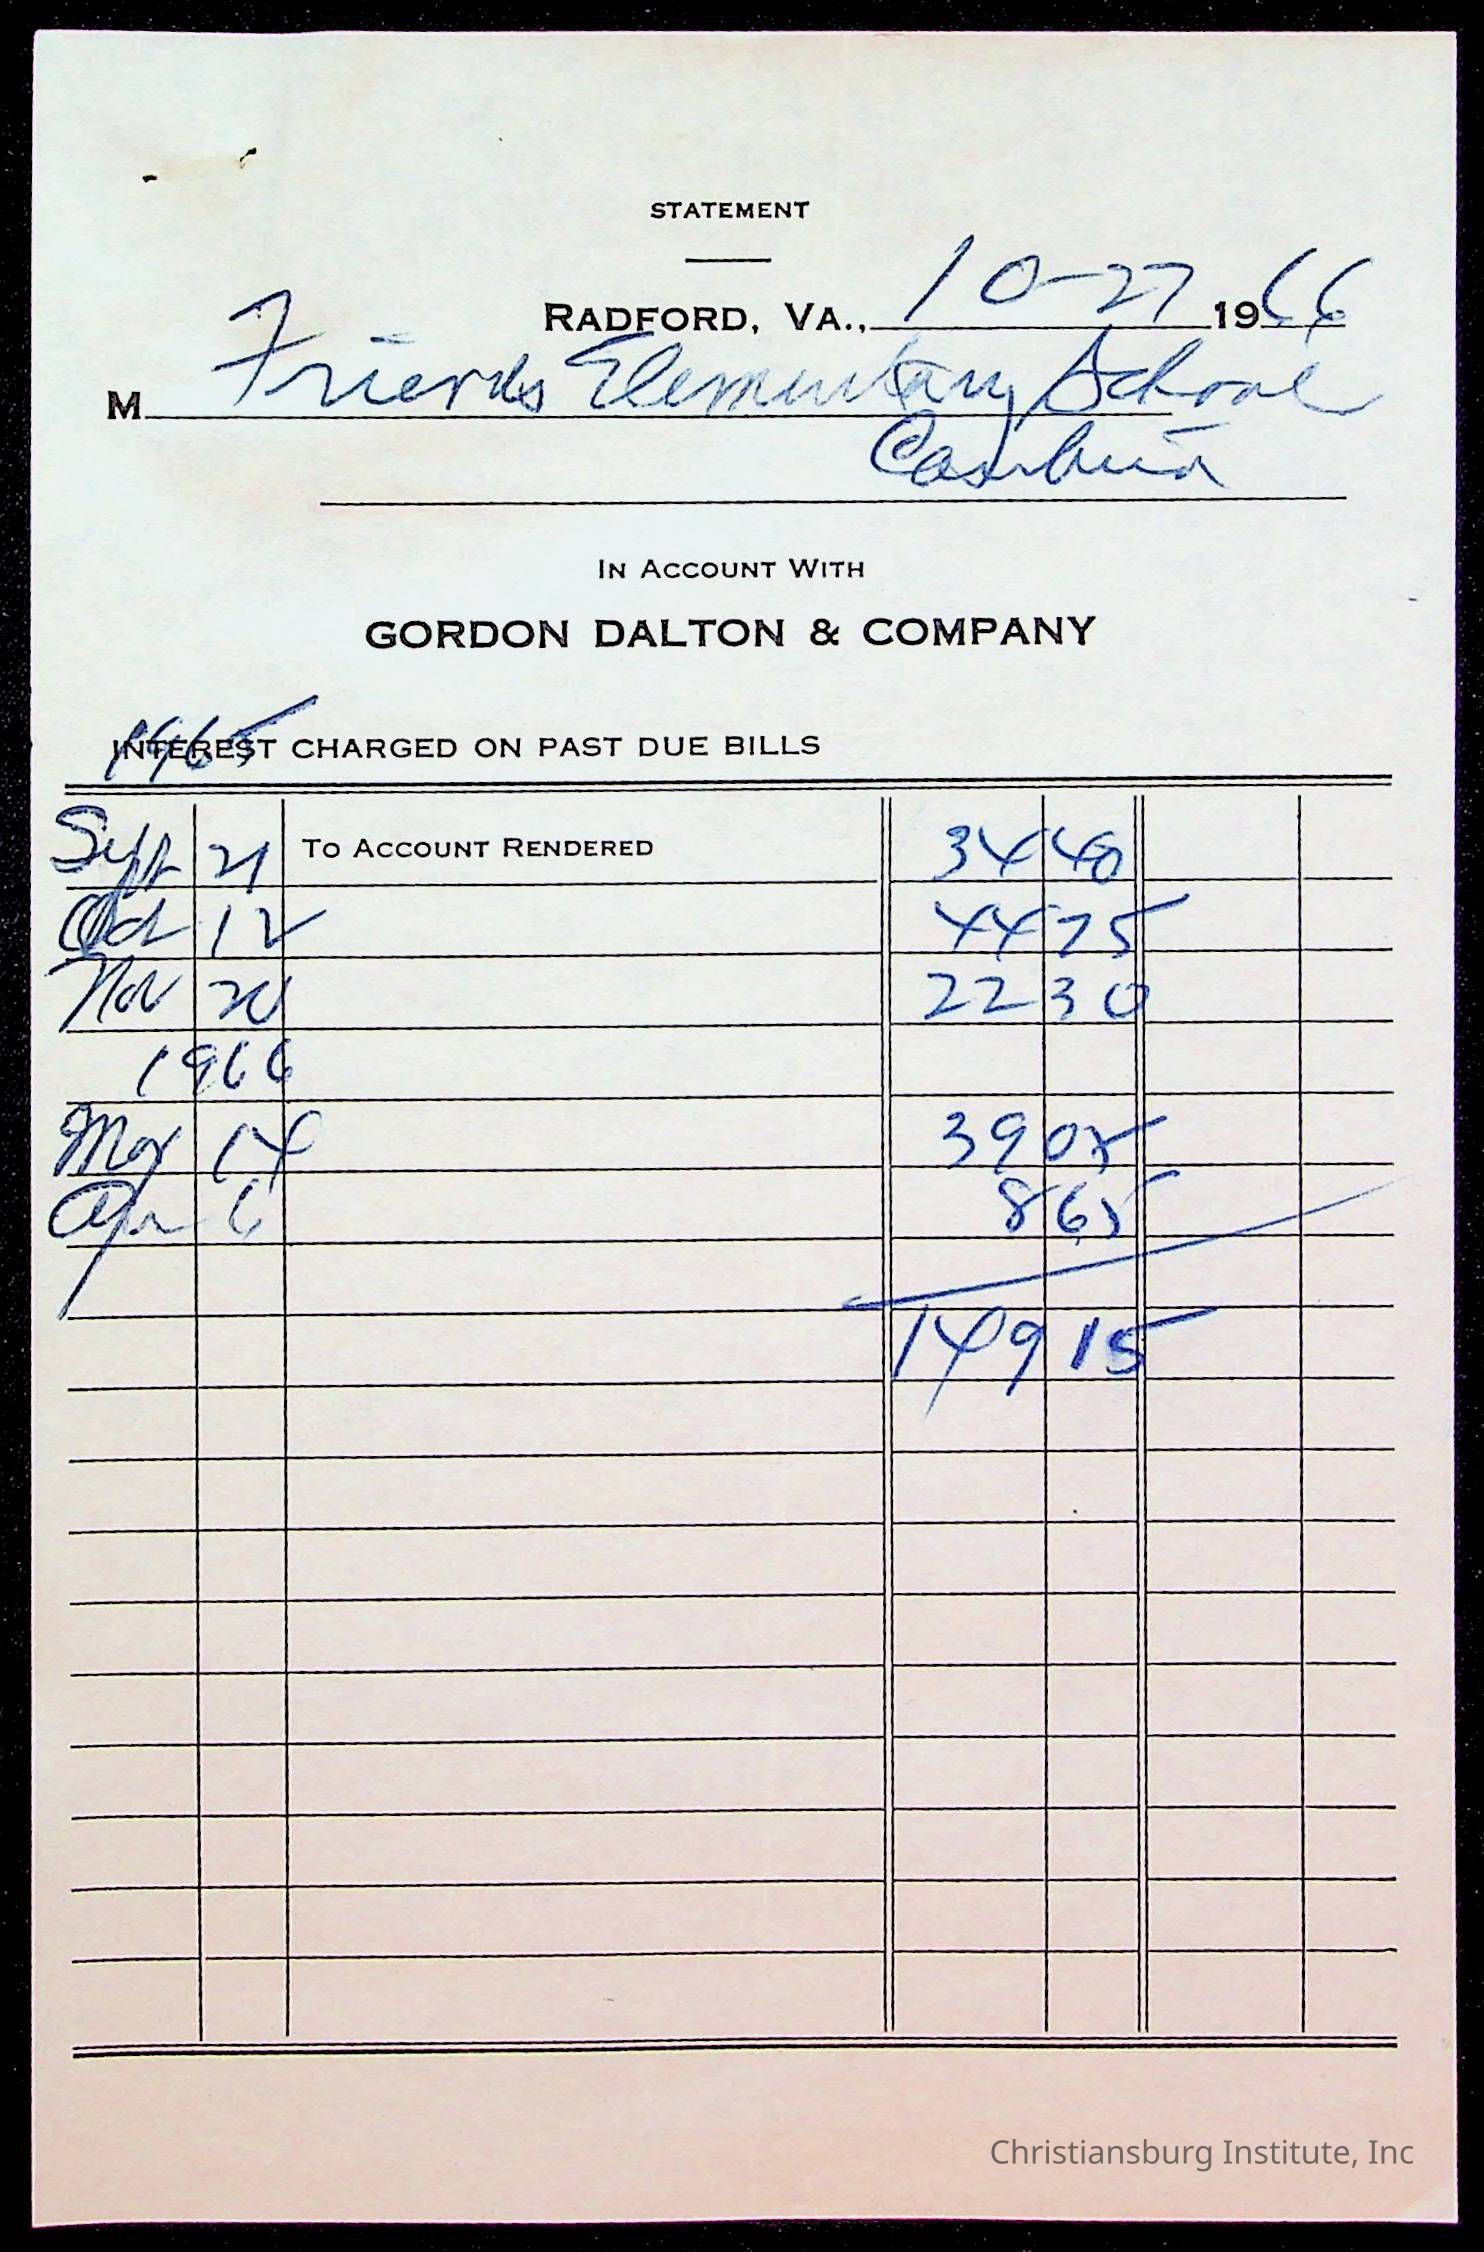 STATEMENT
RADFORD, VA., 10-27 1966
M Friends Elementary School
Cambria
IN ACCOUNT WITH
GORDON DALTON & COMPANY
1965
INTEREST CHARGED ON PAST DUE BILLS
Sept 21 TO ACCOUNT RENDERED 34 40
Oct 12 44 75
Nov 20 22 30
1966
Mar 14 39 05
Apr 6 8 65
149 15
Christiansburg Institute, Inc